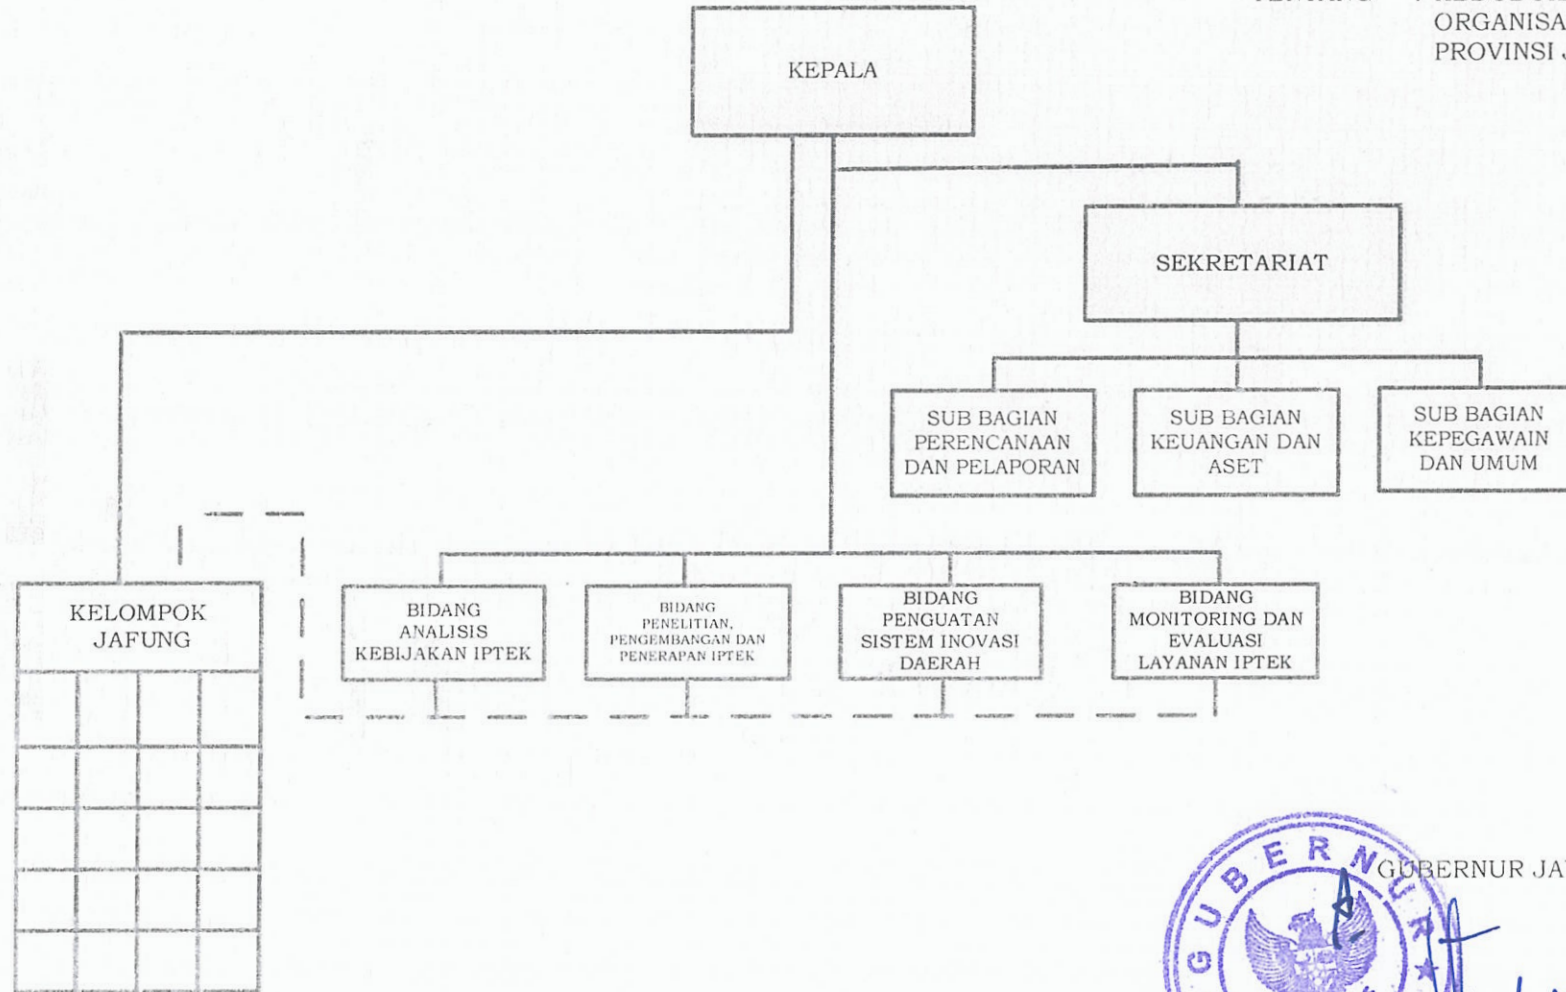 ORGANISA
PROVINSI J
KEPALA
SEKRETARIAT
SUB BAGIAN
PERENCANAAN
DAN PELAPORAN
SUB BAGIAN
KEUANGAN DAN
ASET
SUB BAGIAN
KEPEGAWAIN
DAN UMUM
KELOMPOK
JAFUNG
BIDANG
ANALISIS
KEBIJAKAN IPTEK
BIDANG
PENELITIAN,
PENGEMBANGAN DAN
PENERAPAN IPTEK
BIDANG
PENGUATAN
SISTEM INOVASI
DAERAH
BIDANG
MONITORING DAN
EVALUASI
LAYANAN IPTEK
GUBERNUR JA
GUBERNUR